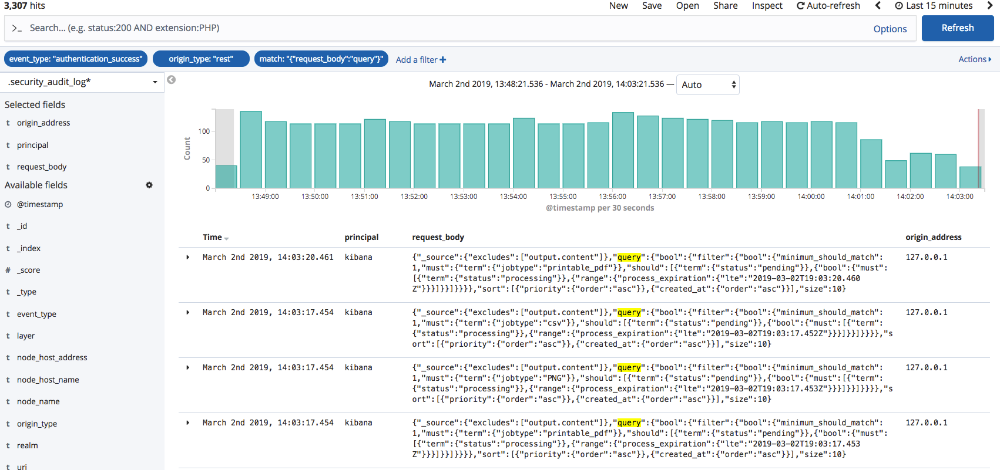 3,307 hits
New Save Open Share Inspect Auto-refresh Last 15 minutes
>_ Search... (e.g. status:200 AND extension:PHP) Options Refresh
event_type: "authentication_success" origin_type: "rest" match: "{"request_body":"query"}" Add a filter + Actions
.security_audit_log*
March 2nd 2019, 13:48:21.536 - March 2nd 2019, 14:03:21.536 — Auto
Selected fields
t origin_address
t principal
t request_body
Available fields
@timestamp
t _id
t _index
# _score
t _type
t event_type
t layer
t node_host_address
t node_host_name
t node_name
t origin_type
t realm
t uri
Count
100
50
0
13:49:00 13:50:00 13:51:00 13:52:00 13:53:00 13:54:00 13:55:00 13:56:00 13:57:00 13:58:00 13:59:00 14:00:00 14:01:00 14:02:00 14:03:00
@timestamp per 30 seconds
Time principal request_body origin_address
March 2nd 2019, 14:03:20.461 kibana {"_source":{"excludes":["output.content"]},"query":{"bool":{"filter":{"bool":{"minimum_should_match": 127.0.0.1
1,"must":{"term":{"jobtype":"printable_pdf"}},"should":[{"term":{"status":"pending"}},{"bool":{"must":
[{"term":{"status":"processing"}},{"range":{"process_expiration":{"lte":"2019-03-02T19:03:20.460
Z"}}}]}}]}}}},"sort":[{"priority":{"order":"asc"}},{"created_at":{"order":"asc"}}],"size":10}
March 2nd 2019, 14:03:17.454 kibana {"_source":{"excludes":["output.content"]},"query":{"bool":{"filter":{"bool":{"minimum_should_match": 127.0.0.1
1,"must":{"term":{"jobtype":"csv"}},"should":[{"term":{"status":"pending"}},{"bool":{"must":[{"term":
{"status":"processing"}},{"range":{"process_expiration":{"lte":"2019-03-02T19:03:17.452Z"}}}]}}]}}}},"s
ort":[{"priority":{"order":"asc"}},{"created_at":{"order":"asc"}}],"size":10}
March 2nd 2019, 14:03:17.454 kibana {"_source":{"excludes":["output.content"]},"query":{"bool":{"filter":{"bool":{"minimum_should_match": 127.0.0.1
1,"must":{"term":{"jobtype":"PNG"}},"should":[{"term":{"status":"pending"}},{"bool":{"must":[{"term":
{"status":"processing"}},{"range":{"process_expiration":{"lte":"2019-03-02T19:03:17.453Z"}}}]}}]}}}},"s
ort":[{"priority":{"order":"asc"}},{"created_at":{"order":"asc"}}],"size":10}
March 2nd 2019, 14:03:17.454 kibana {"_source":{"excludes":["output.content"]},"query":{"bool":{"filter":{"bool":{"minimum_should_match": 127.0.0.1
1,"must":{"term":{"jobtype":"printable_pdf"}},"should":[{"term":{"status":"pending"}},{"bool":{"must":
[{"term":{"status":"processing"}},{"range":{"process_expiration":{"lte":"2019-03-02T19:03:17.453
Z"}}}]}}]}}}},"sort":[{"priority":{"order":"asc"}},{"created_at":{"order":"asc"}}],"size":10}